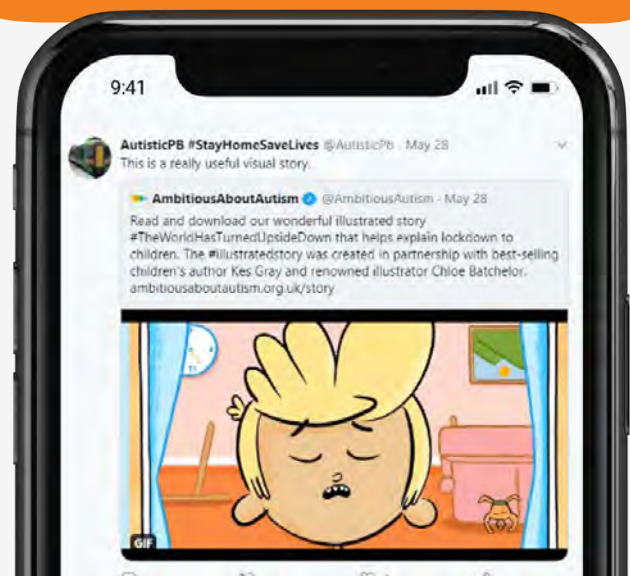 9:41
AutisticPB #StayHomeSaveLives @AutisticPb . May 28
This is a really useful visual story.
AmbitiousAboutAutism @AmbitiousAutism · May 28
Read and download our wonderful illustrated story
#TheWorldHasTurnedUpsideDown that helps explain lockdown to
children. The #illustratedstory was created in partnership with best-selling
children's author Kes Gray and renowned illustrator Chloe Batchelor.
ambitiousaboutautism.org.uk/story
GIF